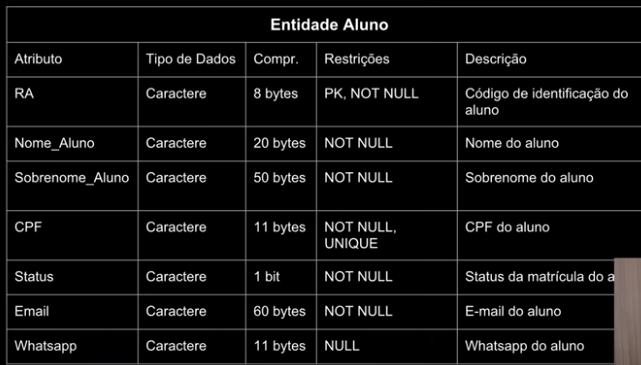 Entidade Aluno
Atributo Tipo de Dados Compr. Restrições Descrição
RA Caractere 8 bytes PK, NOT NULL Código de identificação do
aluno
Nome_Aluno Caractere 20 bytes NOT NULL Nome do aluno
Sobrenome_Aluno Caractere 50 bytes NOT NULL Sobrenome do aluno
CPF Caractere 11 bytes NOT NULL, CPF do aluno
UNIQUE
Status Caractere 1 bit NOT NULL Status da matrícula do a
Email Caractere 60 bytes NOT NULL E-mail do aluno
Whatsapp Caractere 11 bytes NULL Whatsapp do aluno